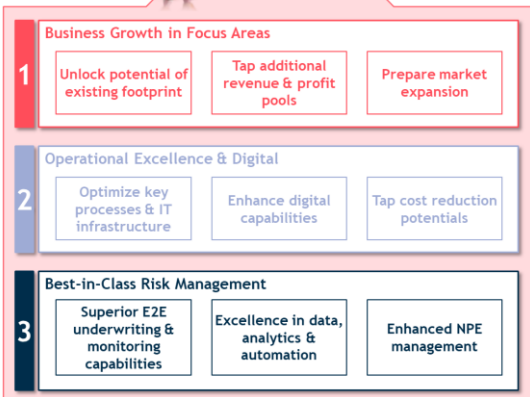 1
Business Growth in Focus Areas
Unlock potential of
existing footprint
Tap additional
revenue & profit
pools
Prepare market
expansion
2
Operational Excellence & Digital
Optimize key
processes & IT
infrastructure
Enhance digital
capabilities
Tap cost reduction
potentials
3
Best-in-Class Risk Management
Superior E2E
underwriting &
monitoring
capabilities
Excellence in data,
analytics &
automation
Enhanced NPE
management